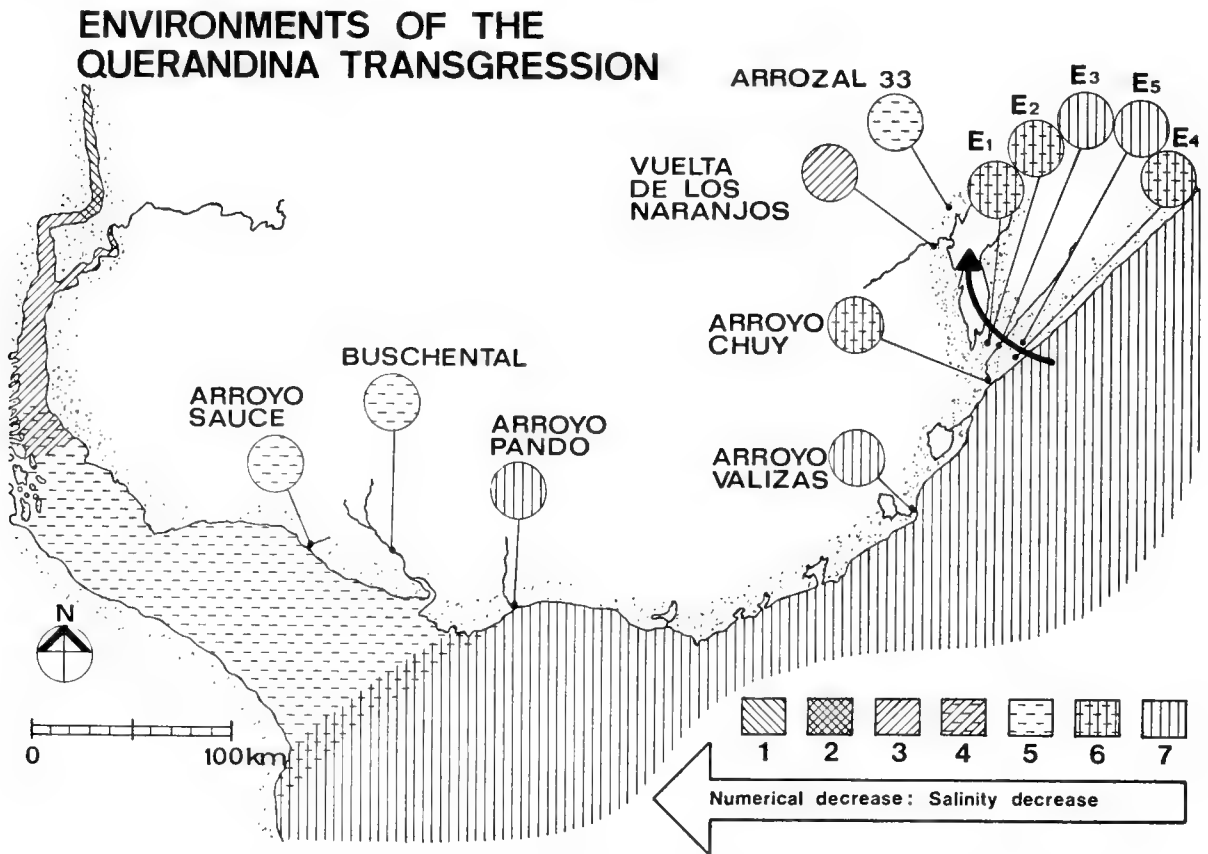 ENVIRONMENTS OF THE
QUERANDINA TRANSGRESSION
ARROZAL 33
E1
E2
E3
E5
E4
VUELTA
DE LOS
NARANJOS
ARROYO
CHUY
BUSCHENTAL
ARROYO
SAUCE
ARROYO
PANDO
ARROYO
VALIZAS
N
0 100km
1 2 3 4 5 6 7
Numerical decrease: Salinity decrease